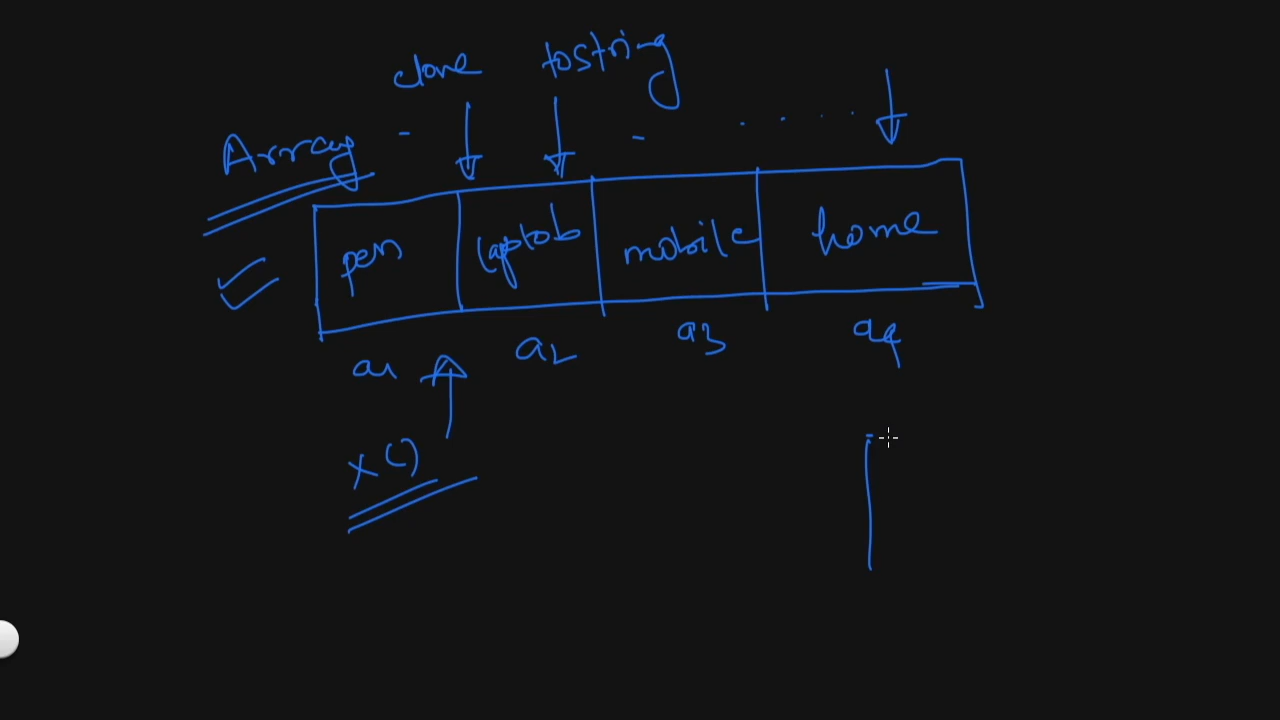 clone tostring
Array
pen laptob mobile home
a1 a2 a3 a4
x()